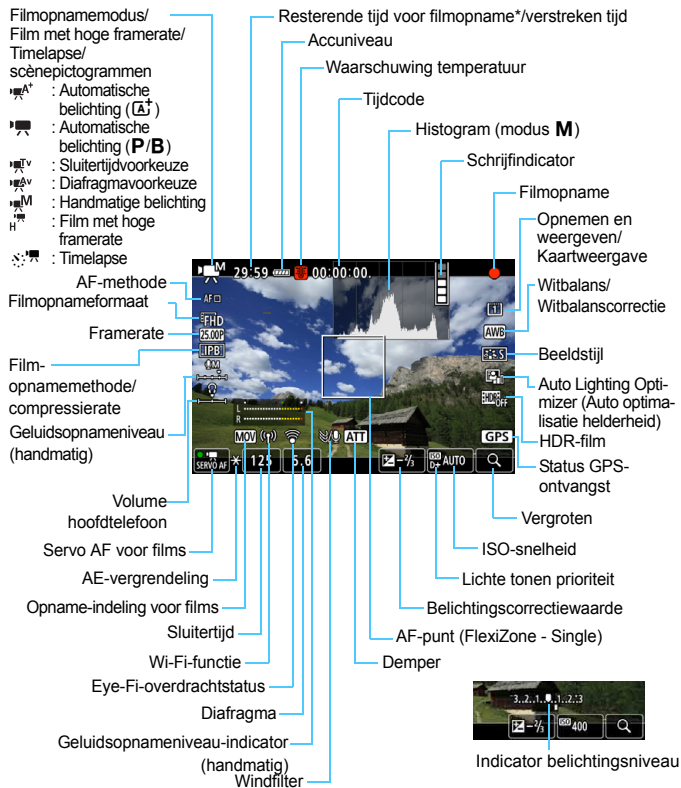 Filmopnamemodus/
Film met hoge framerate/
Timelapse/
scènepictogrammen
A+ : Automatische
belichting (A+)
: Automatische
belichting (P/B)
Tv : Sluitertijdvoorkeuze
Av : Diafragmavoorkeuze
M : Handmatige belichting
H : Film met hoge
framerate
: Timelapse
AF-methode
Filmopnameformaat
Framerate
Film-
opnamemethode/
compressierate
Geluidsopnameniveau
(handmatig)
Volume
hoofdtelefoon
Servo AF voor films
AE-vergrendeling
Opname-indeling voor films
Sluitertijd
Wi-Fi-functie
Eye-Fi-overdrachtstatus
Diafragma
Geluidsopnameniveau-indicator
(handmatig)
Windfilter
Resterende tijd voor filmopname*/verstreken tijd
Accuniveau
Waarschuwing temperatuur
Tijdcode
Histogram (modus M)
Schrijfindicator
Filmopname
Opnemen en
weergeven/
Kaartweergave
Witbalans/
Witbalanscorrectie
Beeldstijl
Auto Lighting Opti-
mizer (Auto optima-
lisatie helderheid)
HDR-film
Status GPS-
ontvangst
Vergroten
ISO-snelheid
Lichte tonen prioriteit
Belichtingscorrectiewaarde
AF-punt (FlexiZone - Single)
Demper
M 29:59 00:00:00.
AF
FHD
25.00P
IPB
M
L
R
MOV ATT
SERVO AF * 125 5.6 -2/3 ISO D+ AUTO
1
AWB
S
HDR OFF
GPS
3..2..1..0..1..2..3
-2/3 ISO 400
Indicator belichtingsniveau